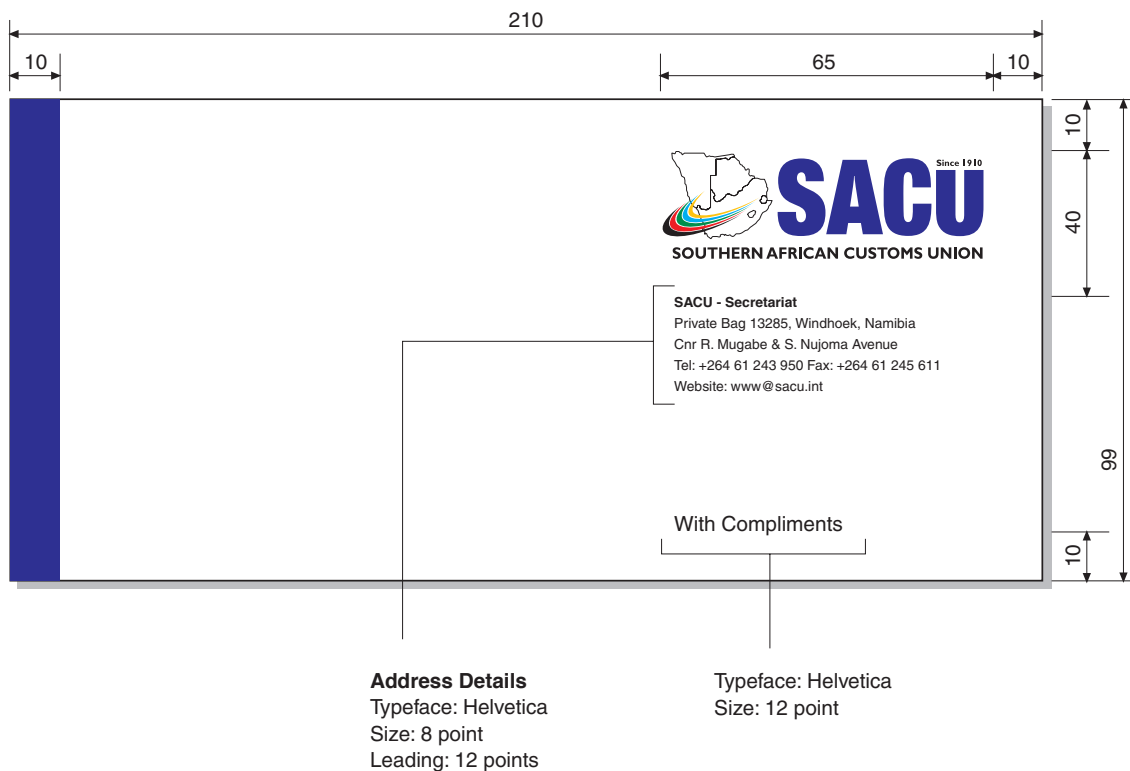 210
10
65
10
10
Since 1910
SACU
40
SOUTHERN AFRICAN CUSTOMS UNION
SACU - Secretariat
Private Bag 13285, Windhoek, Namibia
Cnr R. Mugabe & S. Nujoma Avenue
Tel: +264 61 243 950 Fax: +264 61 245 611
Website: www@sacu.int
99
With Compliments
10
Address Details
Typeface: Helvetica
Size: 8 point
Leading: 12 points
Typeface: Helvetica
Size: 12 point